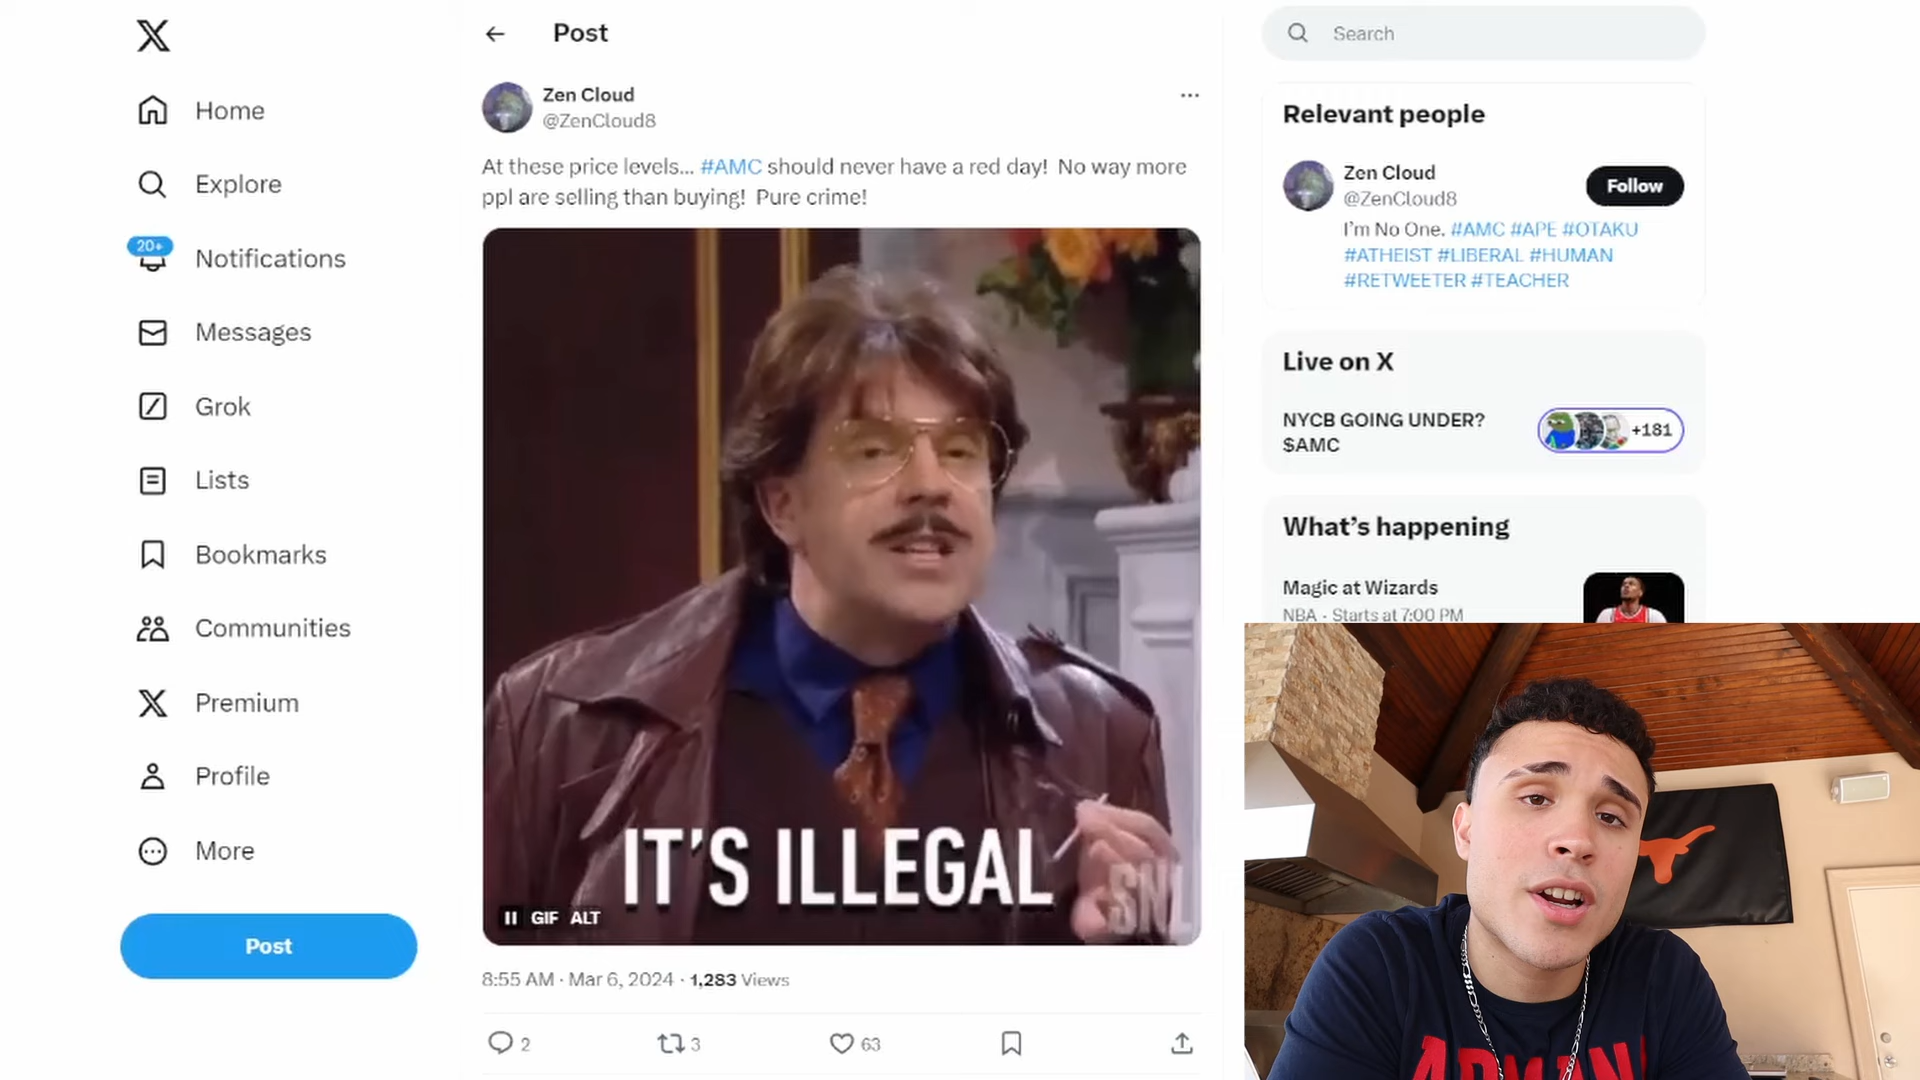 Home
Explore
20+
Notifications
Messages
Grok
Lists
Bookmarks
Communities
Premium
Profile
More
Post
Post
Zen Cloud
@ZenCloud8
At these price levels... #AMC should never have a red day! No way more
ppl are selling than buying! Pure crime!
IT'S ILLEGAL
SNL
GIF ALT
8:55 AM · Mar 6, 2024 · 1,283 Views
2
3
63
Search
Relevant people
Zen Cloud
@ZenCloud8
Follow
I'm No One. #AMC #APE #OTAKU
#ATHEIST #LIBERAL #HUMAN
#RETWEETER #TEACHER
Live on X
NYCB GOING UNDER?
$AMC
+181
What's happening
Magic at Wizards
NBA · Starts at 7:00 PM
ARMANI